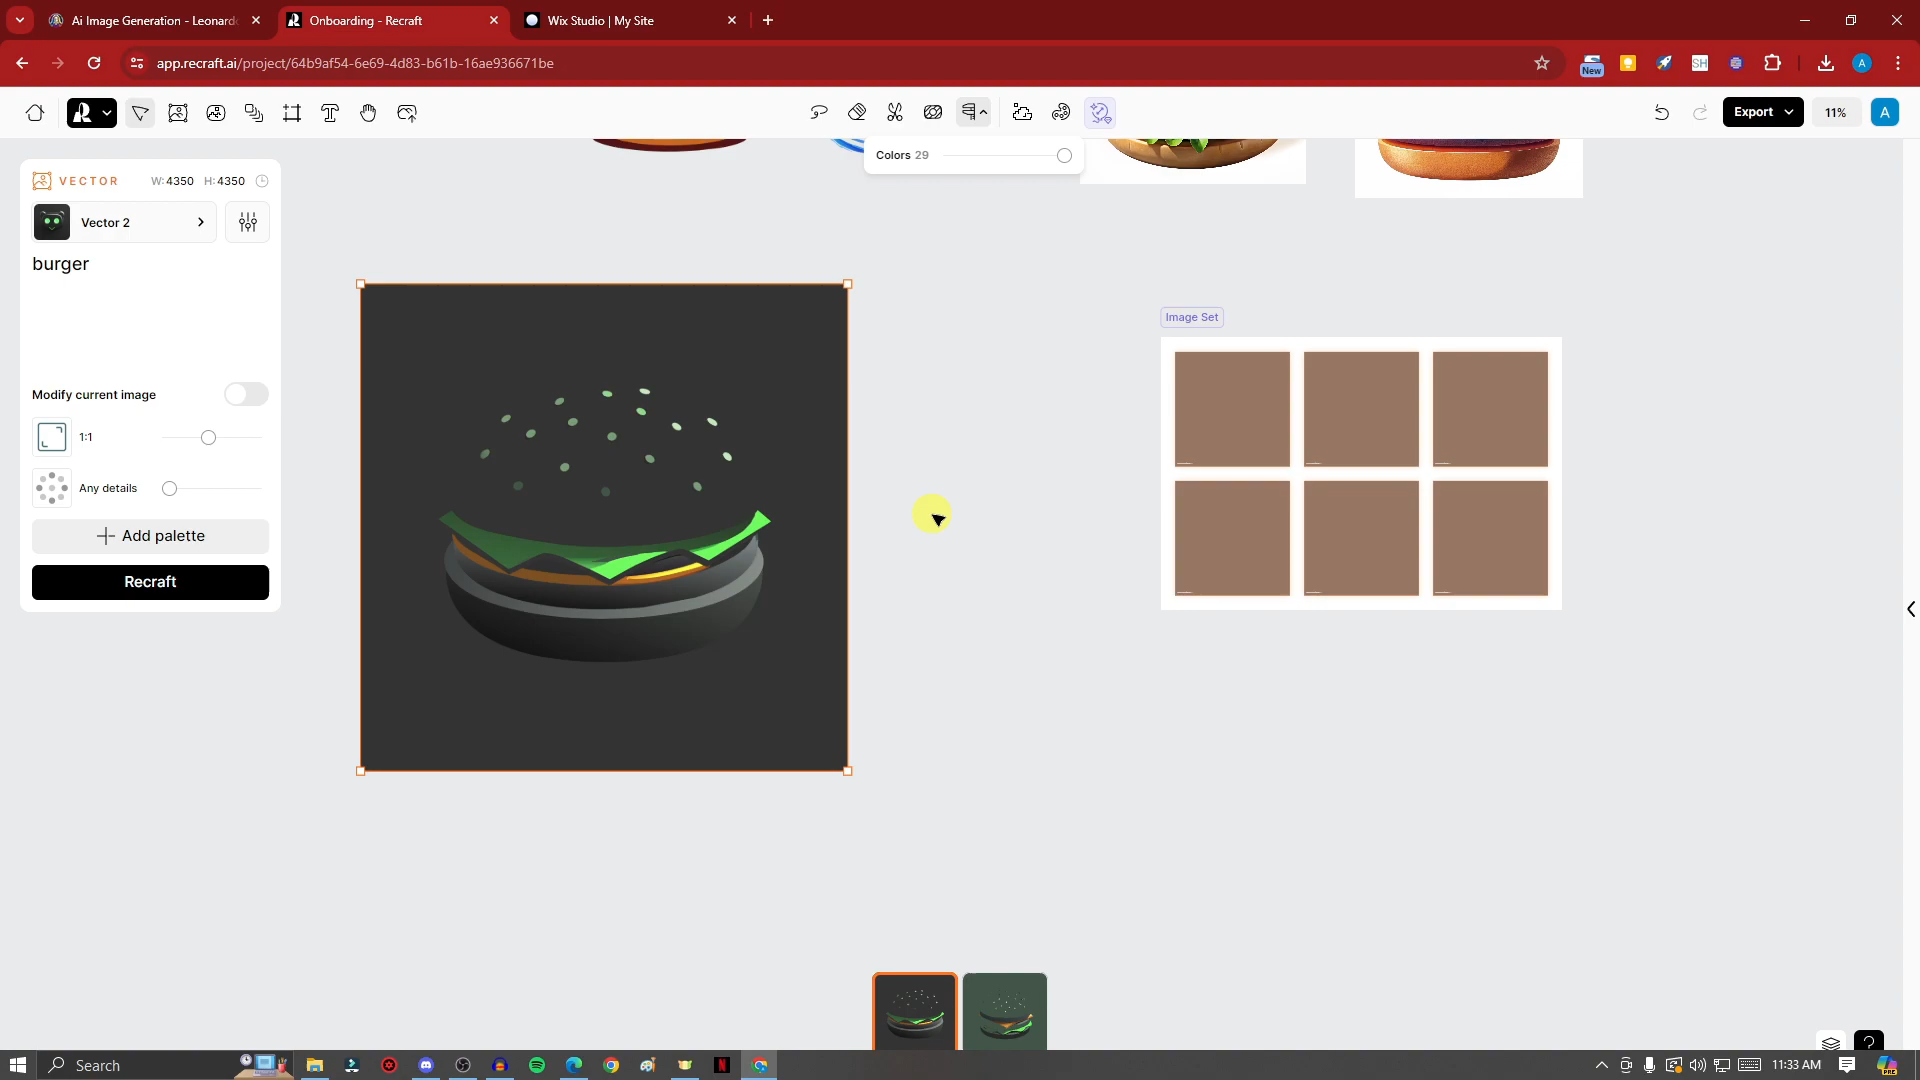 Ai Image Generation - Leonard
Onboarding - Recraft
Wix Studio | My Site
app.recraft.ai/project/64b9af54-6e69-4d83-b61b-16ae936671be
SH
New
A
Export
11%
A
Colors 29
VECTOR
W: 4350 H: 4350
Vector 2
burger
Modify current image
1:1
Any details
Add palette
Recraft
Image Set
?
Search
11:33 AM
PRE